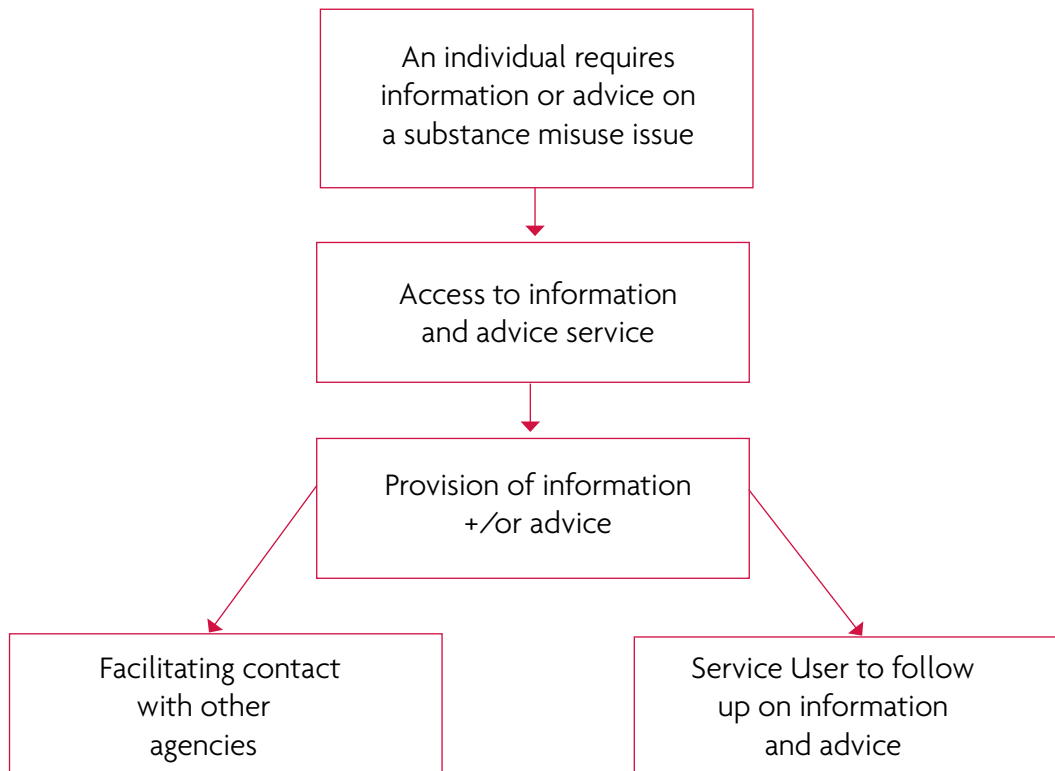 An individual requires
information or advice on
a substance misuse issue
Access to information
and advice service
Provision of information
+/or advice
Facilitating contact
with other
agencies
Service User to follow
up on information
and advice